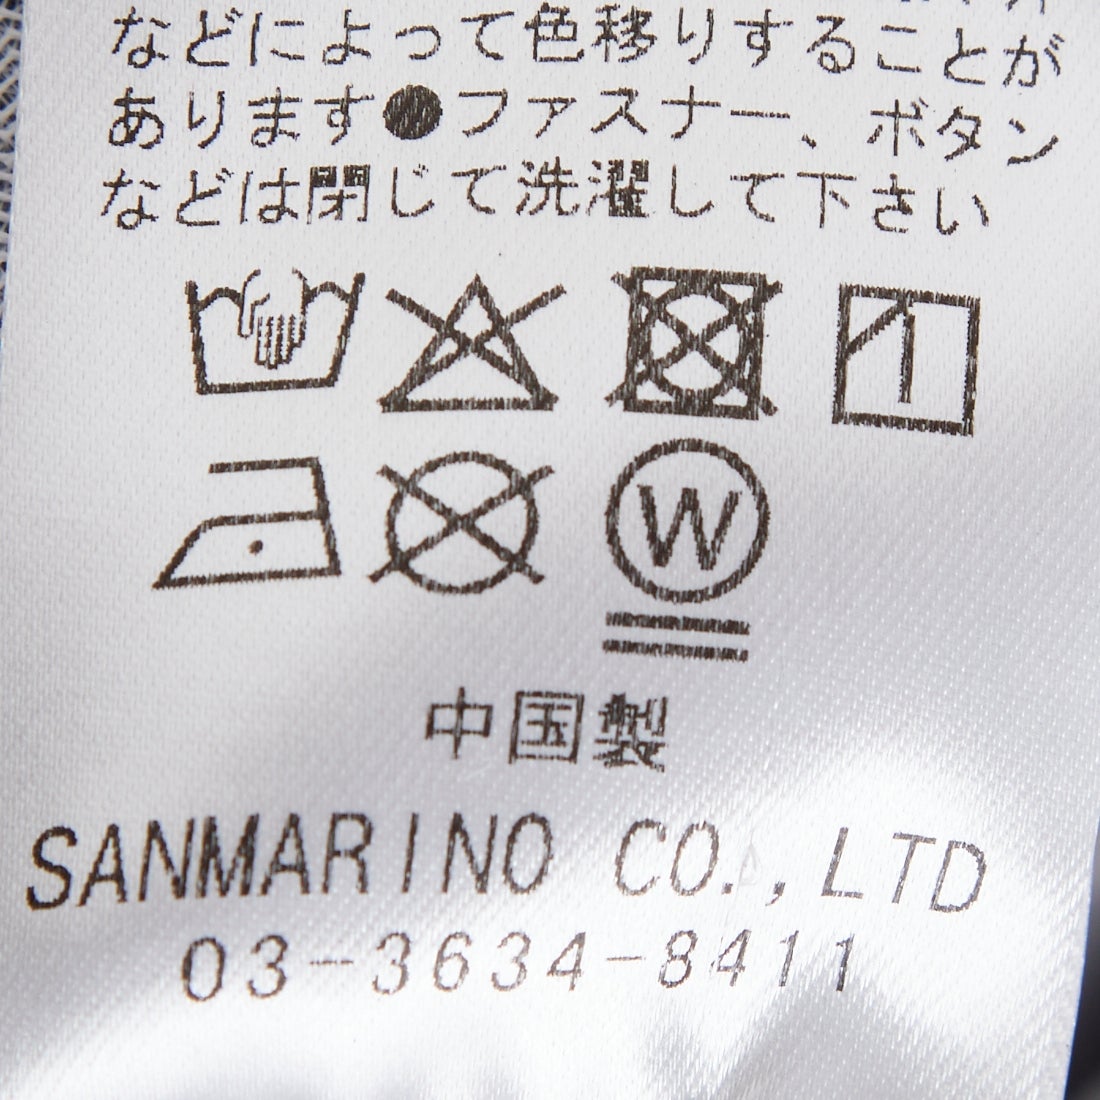 などによって色移りすることが
あります●ファスナー、ボタン
などは閉じて洗濯して下さい
W
中国製
SANMARINO CO.,LTD
03-3634-8411